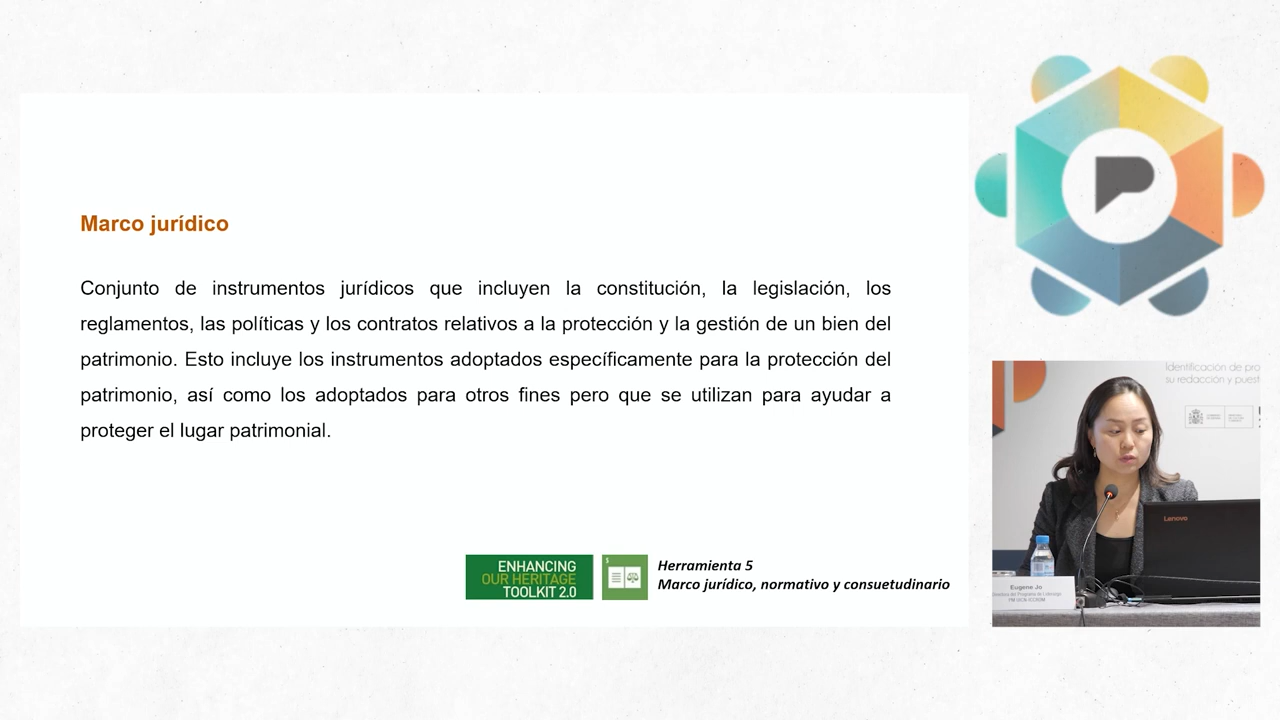 Marco jurídico
Conjunto de instrumentos jurídicos que incluyen la constitución, la legislación, los
reglamentos, las políticas y los contratos relativos a la protección y la gestión de un bien del
patrimonio. Esto incluye los instrumentos adoptados específicamente para la protección del
patrimonio, así como los adoptados para otros fines pero que se utilizan para ayudar a
proteger el lugar patrimonial.
ENHANCING
OUR HERITAGE
TOOLKIT 2.0
5
Herramienta 5
Marco jurídico, normativo y consuetudinario
P
Identificación de pro
su redacción y puest
Lenovo
Eugene Jo